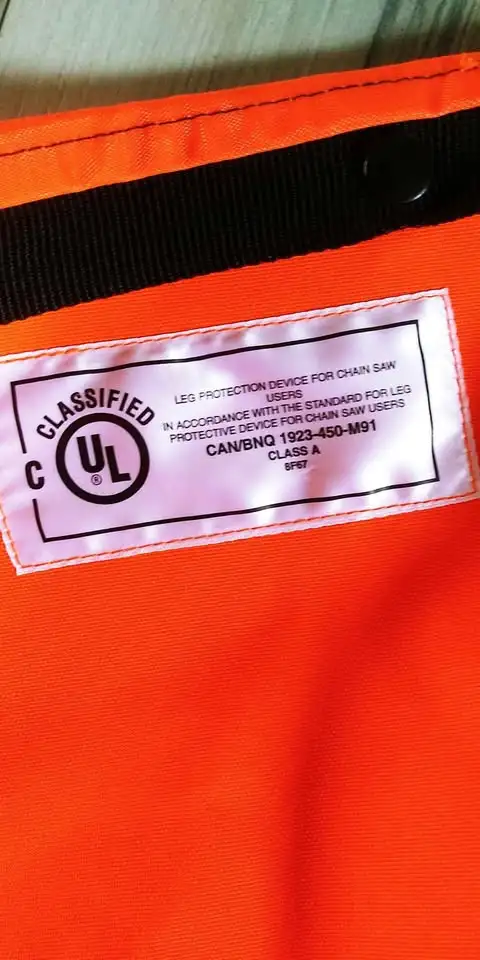 CLASSIFIED
C
UL
®
LEG PROTECTION DEVICE FOR CHAIN SAW
USERS
IN ACCORDANCE WITH THE STANDARD FOR LEG
PROTECTIVE DEVICE FOR CHAIN SAW USERS
CAN/BNQ 1923-450-M91
CLASS A
8F67